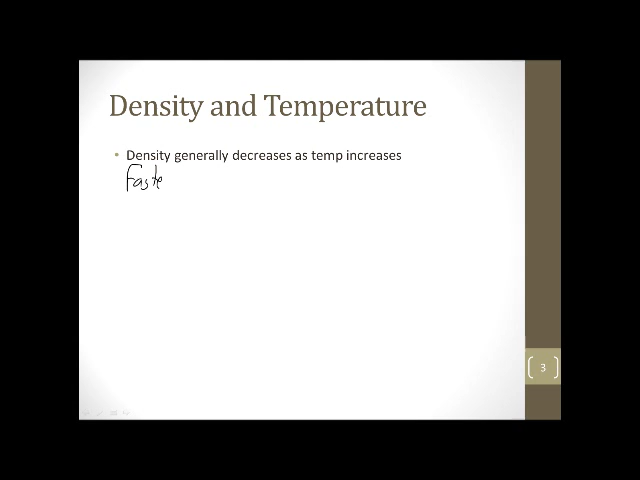 Density and Temperature
• Density generally decreases as temp increases
Faste
3